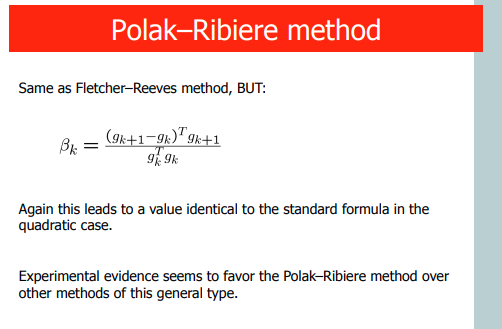 Polak–Ribiere method
Same as Fletcher–Reeves method, BUT:
β_k = \frac{(g_{k+1}-g_k)^T g_{k+1}}{g_k^T g_k}
Again this leads to a value identical to the standard formula in the
quadratic case.
Experimental evidence seems to favor the Polak–Ribiere method over
other methods of this general type.